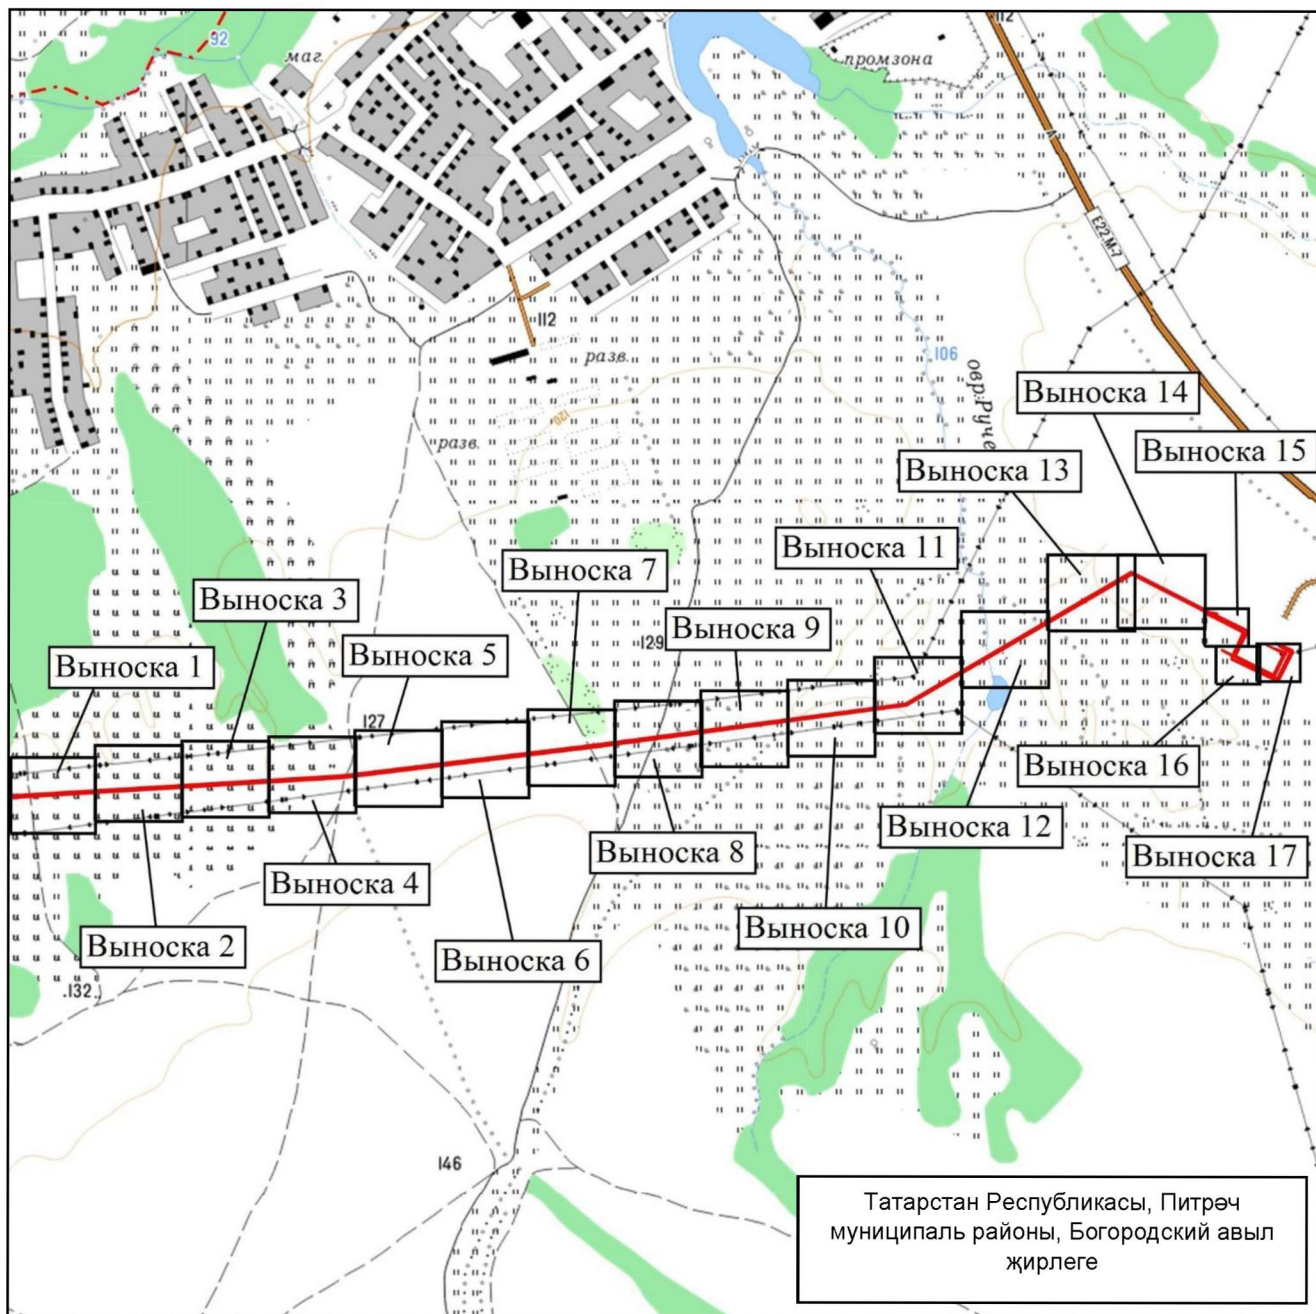 92
маг.
112
промзона
А
Е22 М-7
112
разв.
106
120
разв.
овр. Ручё
Выноска 14
Выноска 15
Выноска 13
Выноска 11
Выноска 7
Выноска 3
129
Выноска 9
Выноска 5
Выноска 1
127
Выноска 16
Выноска 12
Выноска 8
Выноска 17
Выноска 4
Выноска 10
Выноска 2
Выноска 6
132
146
Татарстан Республикасы, Питрәч
муниципаль районы, Богородский авыл
җирлеге